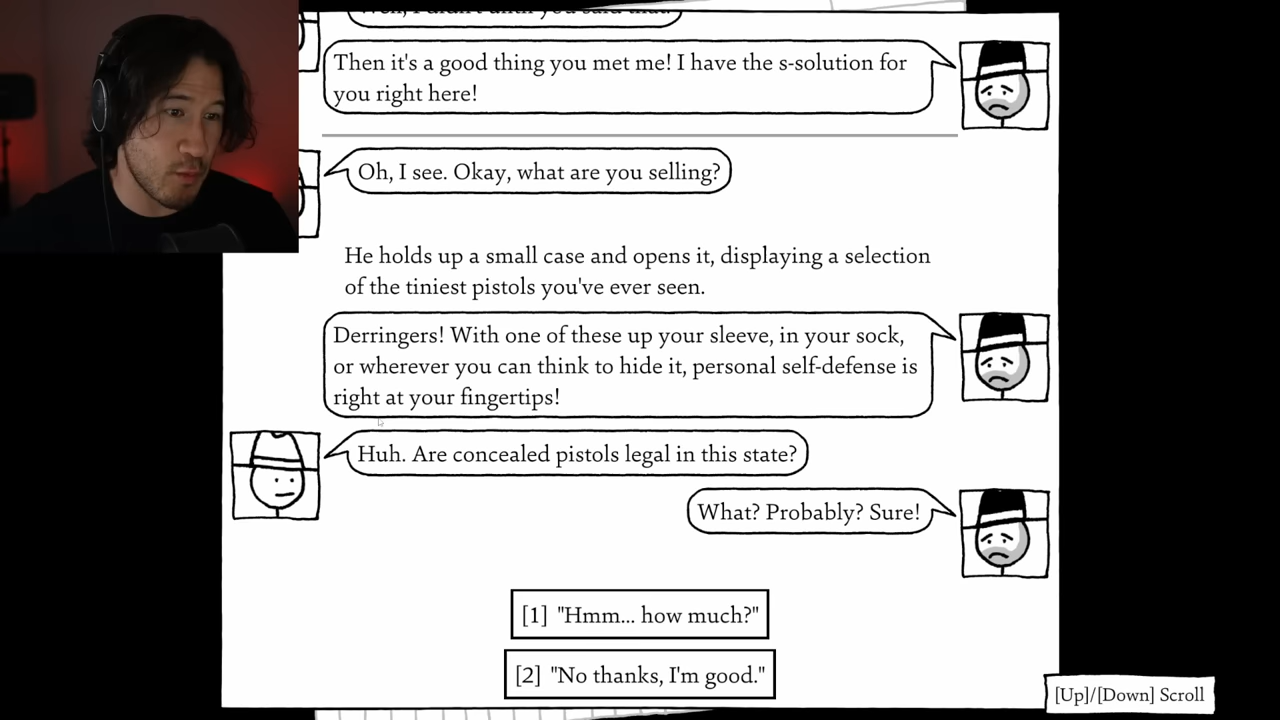 Then it's a good thing you met me! I have the s-solution for
you right here!
Oh, I see. Okay, what are you selling?
He holds up a small case and opens it, displaying a selection
of the tiniest pistols you've ever seen.
Derringers! With one of these up your sleeve, in your sock,
or wherever you can think to hide it, personal self-defense is
right at your fingertips!
Huh. Are concealed pistols legal in this state?
What? Probably? Sure!
[1] "Hmm... how much?"
[2] "No thanks, I'm good."
[Up]/[Down] Scroll